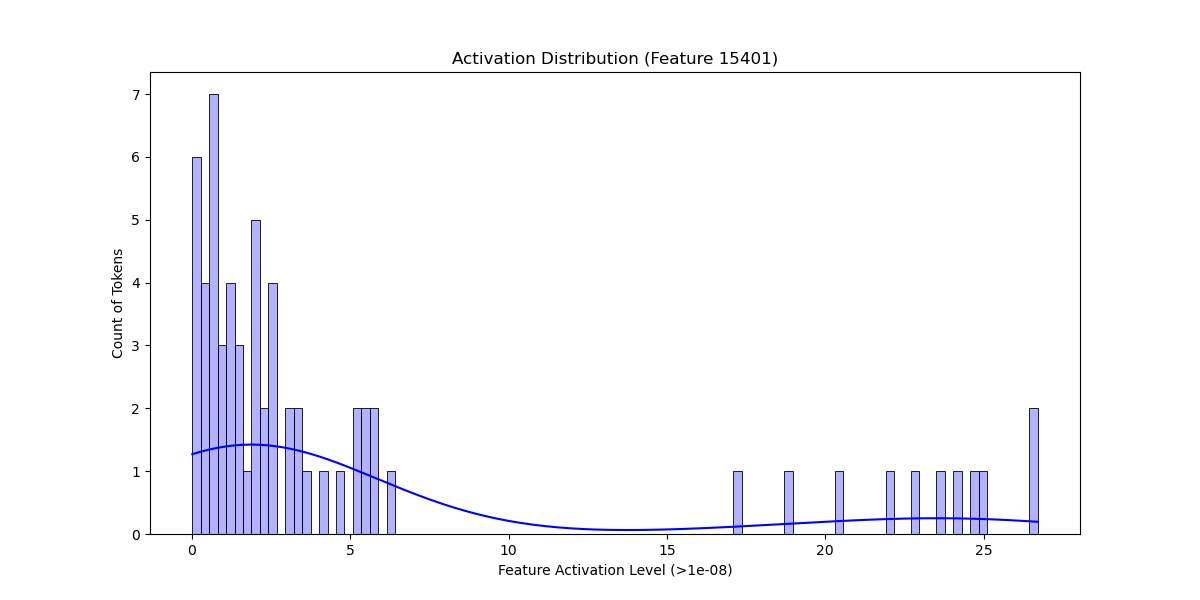 Activation Distribution (Feature 15401)
Count of Tokens
7
6
5
4
3
2
1
0
0 5 10 15 20 25
Feature Activation Level (>1e-08)